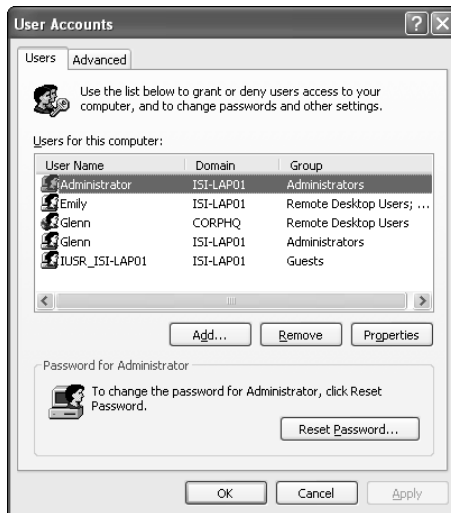 User Accounts
Users Advanced
Use the list below to grant or deny users access to your
computer, and to change passwords and other settings.
Users for this computer:
User Name Domain Group
Administrator ISI-LAP01 Administrators
Emily ISI-LAP01 Remote Desktop Users; ...
Glenn CORPHQ Remote Desktop Users
Glenn ISI-LAP01 Administrators
IUSR_ISI-LAP01 ISI-LAP01 Guests
Add... Remove Properties
Password for Administrator
To change the password for Administrator, click Reset
Password.
Reset Password...
OK Cancel Apply